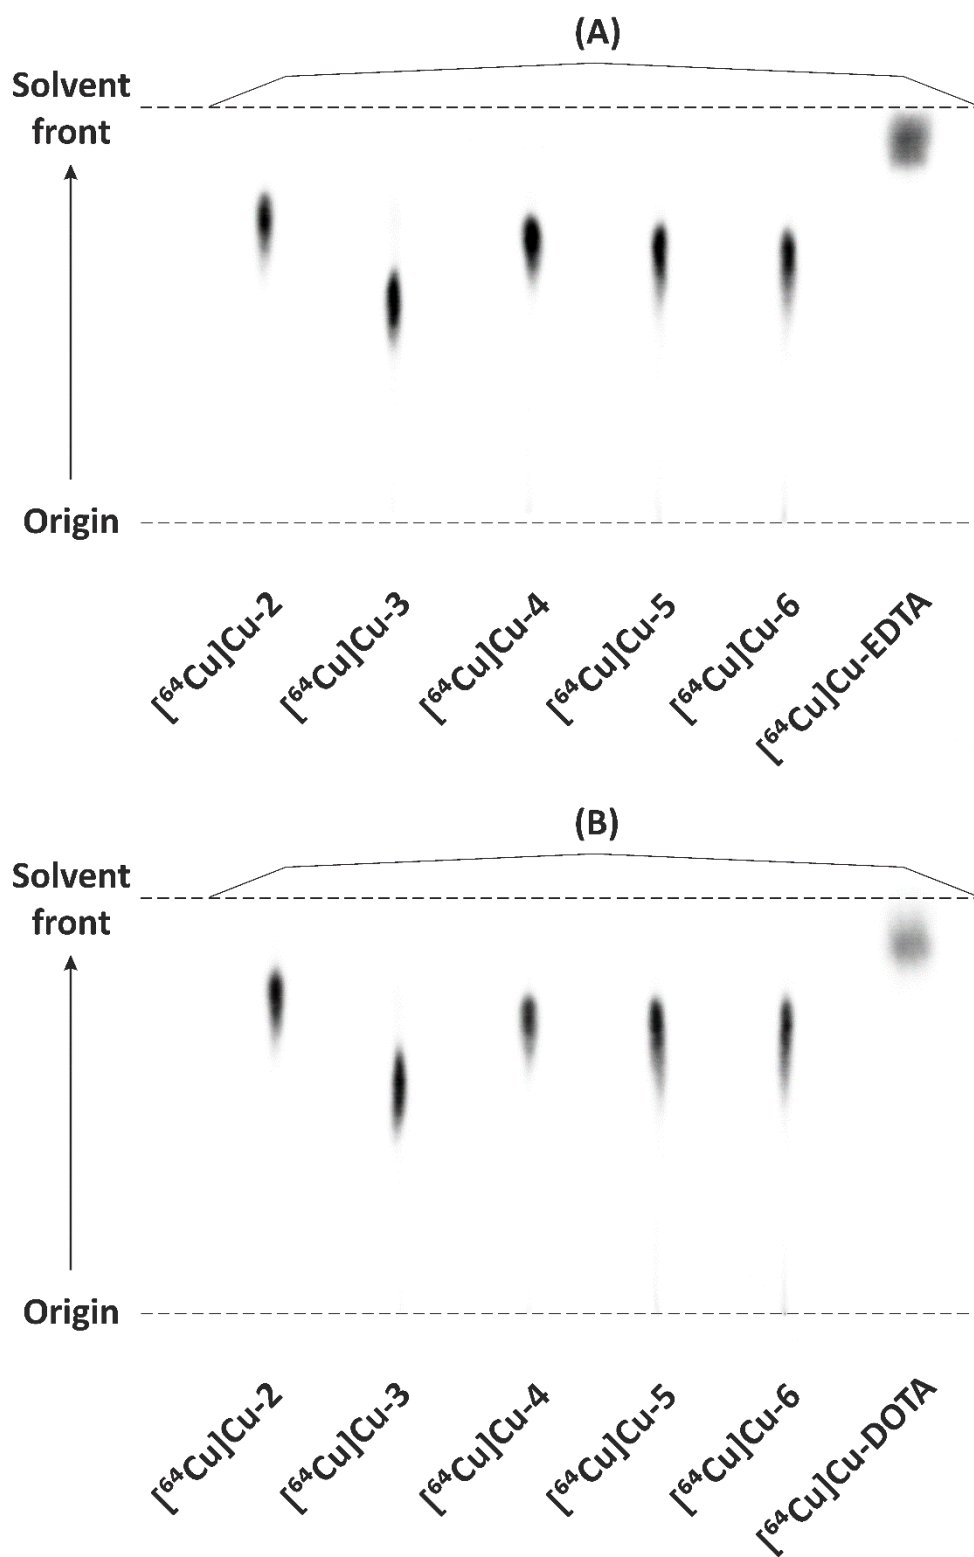 (A)
Solvent
front
Origin
[⁶⁴Cu]Cu-2
[⁶⁴Cu]Cu-3
[⁶⁴Cu]Cu-4
[⁶⁴Cu]Cu-5
[⁶⁴Cu]Cu-6
[⁶⁴Cu]Cu-EDTA
(B)
Solvent
front
Origin
[⁶⁴Cu]Cu-2
[⁶⁴Cu]Cu-3
[⁶⁴Cu]Cu-4
[⁶⁴Cu]Cu-5
[⁶⁴Cu]Cu-6
[⁶⁴Cu]Cu-DOTA